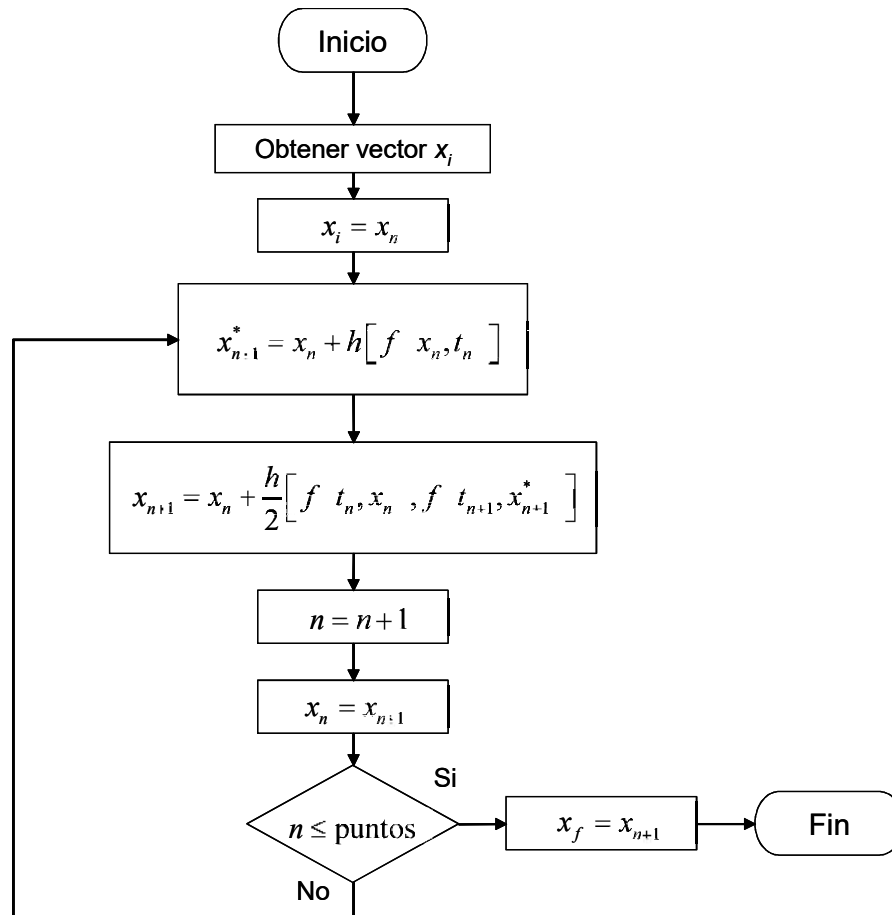 Inicio
Obtener vector x_i
x_i = x_n
x^*_{n+1} = x_n + h[ f x_n, t_n ]
x_{n+1} = x_n + \frac{h}{2}[ f t_n, x_n , f t_{n+1}, x^*_{n+1} ]
n = n + 1
x_n = x_{n+1}
Si
n ≤ puntos
x_f = x_{n+1}
Fin
No